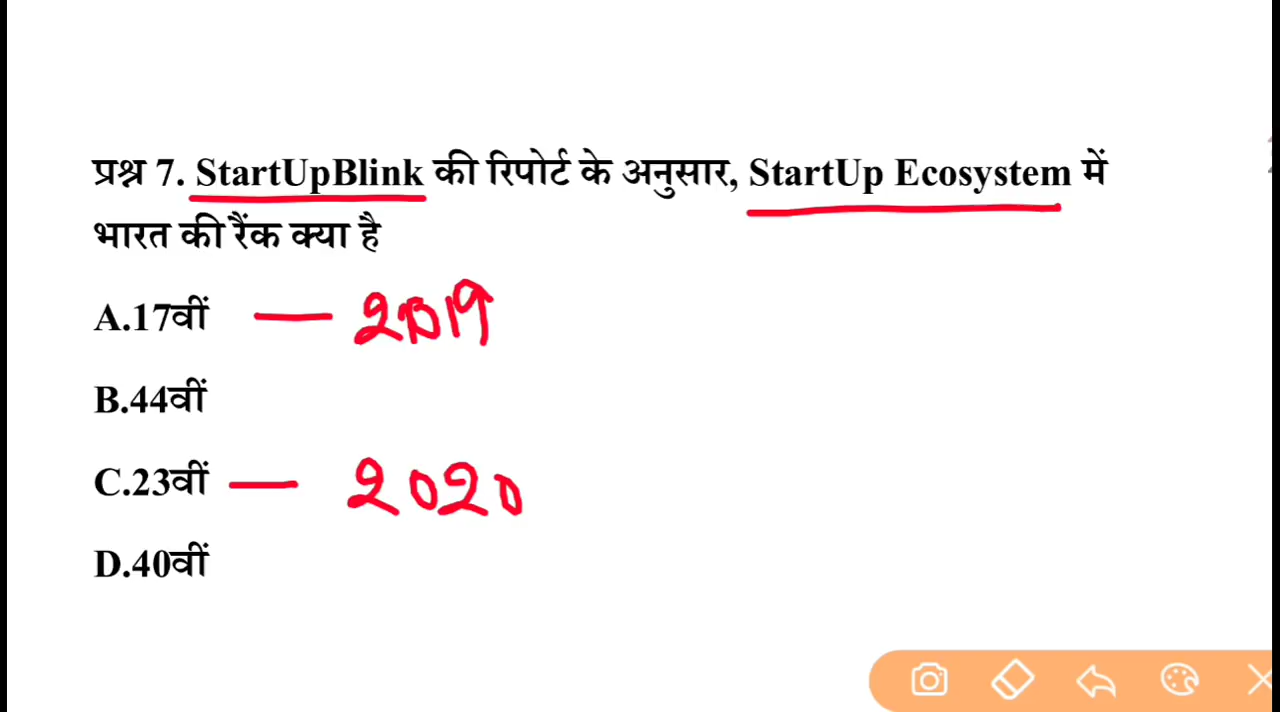 प्रश्न 7. StartUpBlink की रिपोर्ट के अनुसार, StartUp Ecosystem में
भारत की रैंक क्या है
A.17वीं — 2019
B.44वीं
C.23वीं — 2020
D.40वीं